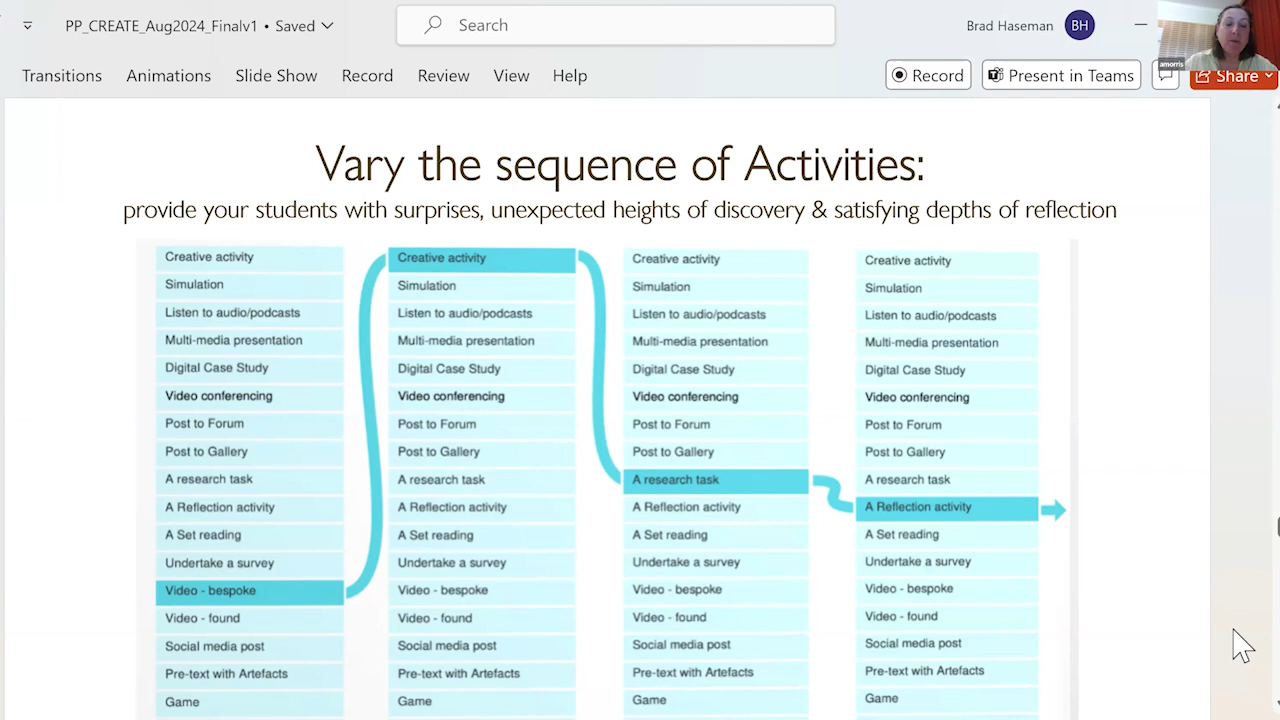 PP_CREATE_Aug2024_Finalv1 • Saved
Search
Brad Haseman
BH
amorris
Transitions
Animations
Slide Show
Record
Review
View
Help
Record
Present in Teams
Share
Vary the sequence of Activities:
provide your students with surprises, unexpected heights of discovery & satisfying depths of reflection
Creative activity
Simulation
Listen to audio/podcasts
Multi-media presentation
Digital Case Study
Video conferencing
Post to Forum
Post to Gallery
A research task
A Reflection activity
A Set reading
Undertake a survey
Video - bespoke
Video - found
Social media post
Pre-text with Artefacts
Game
Creative activity
Simulation
Listen to audio/podcasts
Multi-media presentation
Digital Case Study
Video conferencing
Post to Forum
Post to Gallery
A research task
A Reflection activity
A Set reading
Undertake a survey
Video - bespoke
Video - found
Social media post
Pre-text with Artefacts
Game
Creative activity
Simulation
Listen to audio/podcasts
Multi-media presentation
Digital Case Study
Video conferencing
Post to Forum
Post to Gallery
A research task
A Reflection activity
A Set reading
Undertake a survey
Video - bespoke
Video - found
Social media post
Pre-text with Artefacts
Game
Creative activity
Simulation
Listen to audio/podcasts
Multi-media presentation
Digital Case Study
Video conferencing
Post to Forum
Post to Gallery
A research task
A Reflection activity
A Set reading
Undertake a survey
Video - bespoke
Video - found
Social media post
Pre-text with Artefacts
Game